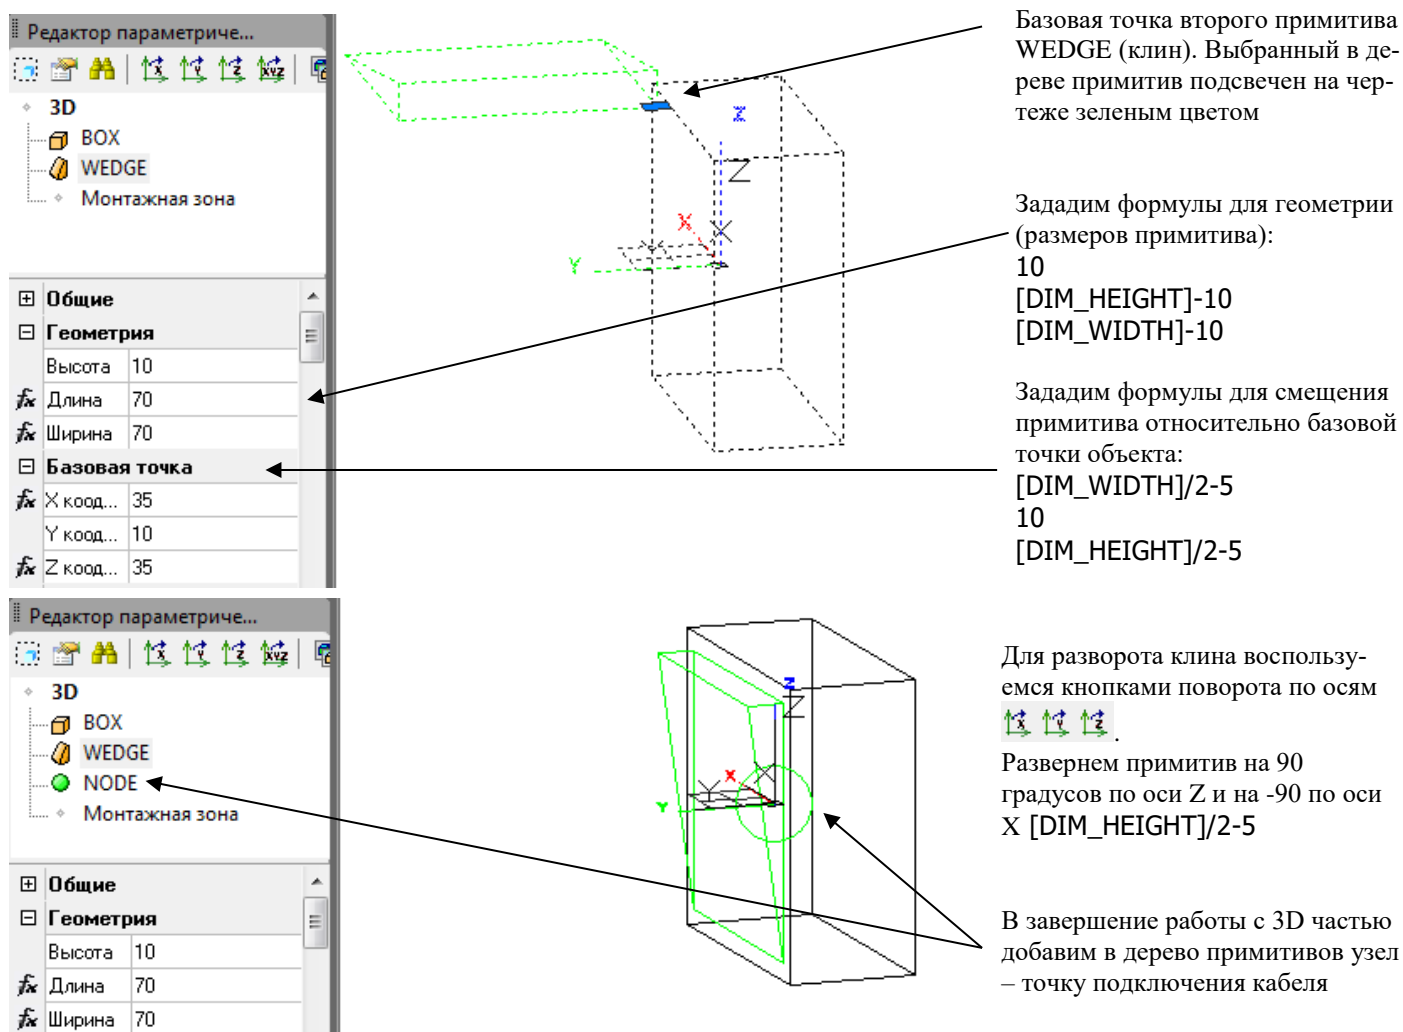 Редактор параметриче...
3D
BOX
WEDGE
Монтажная зона
Общие
Геометрия
Высота 10
Длина 70
Ширина 70
Базовая точка
X коод... 35
Y коод... 10
Z коод... 35
Z
Z
X
X
Y
Y
Базовая точка второго примитива
WEDGE (клин). Выбранный в де-
реве примитив подсвечен на чер-
теже зеленым цветом
Зададим формулы для геометрии
(размеров примитива):
10
[DIM_HEIGHT]-10
[DIM_WIDTH]-10
Зададим формулы для смещения
примитива относительно базовой
точки объекта:
[DIM_WIDTH]/2-5
10
[DIM_HEIGHT]/2-5
Редактор параметриче...
3D
BOX
WEDGE
NODE
Монтажная зона
Общие
Геометрия
Высота 10
Длина 70
Ширина 70
Z
Z
X
X
Y
Y
Для разворота клина воспользу-
емся кнопками поворота по осям
X Y Z .
Развернем примитив на 90
градусов по оси Z и на -90 по оси
X [DIM_HEIGHT]/2-5
В завершение работы с 3D частью
добавим в дерево примитивов узел
– точку подключения кабеля